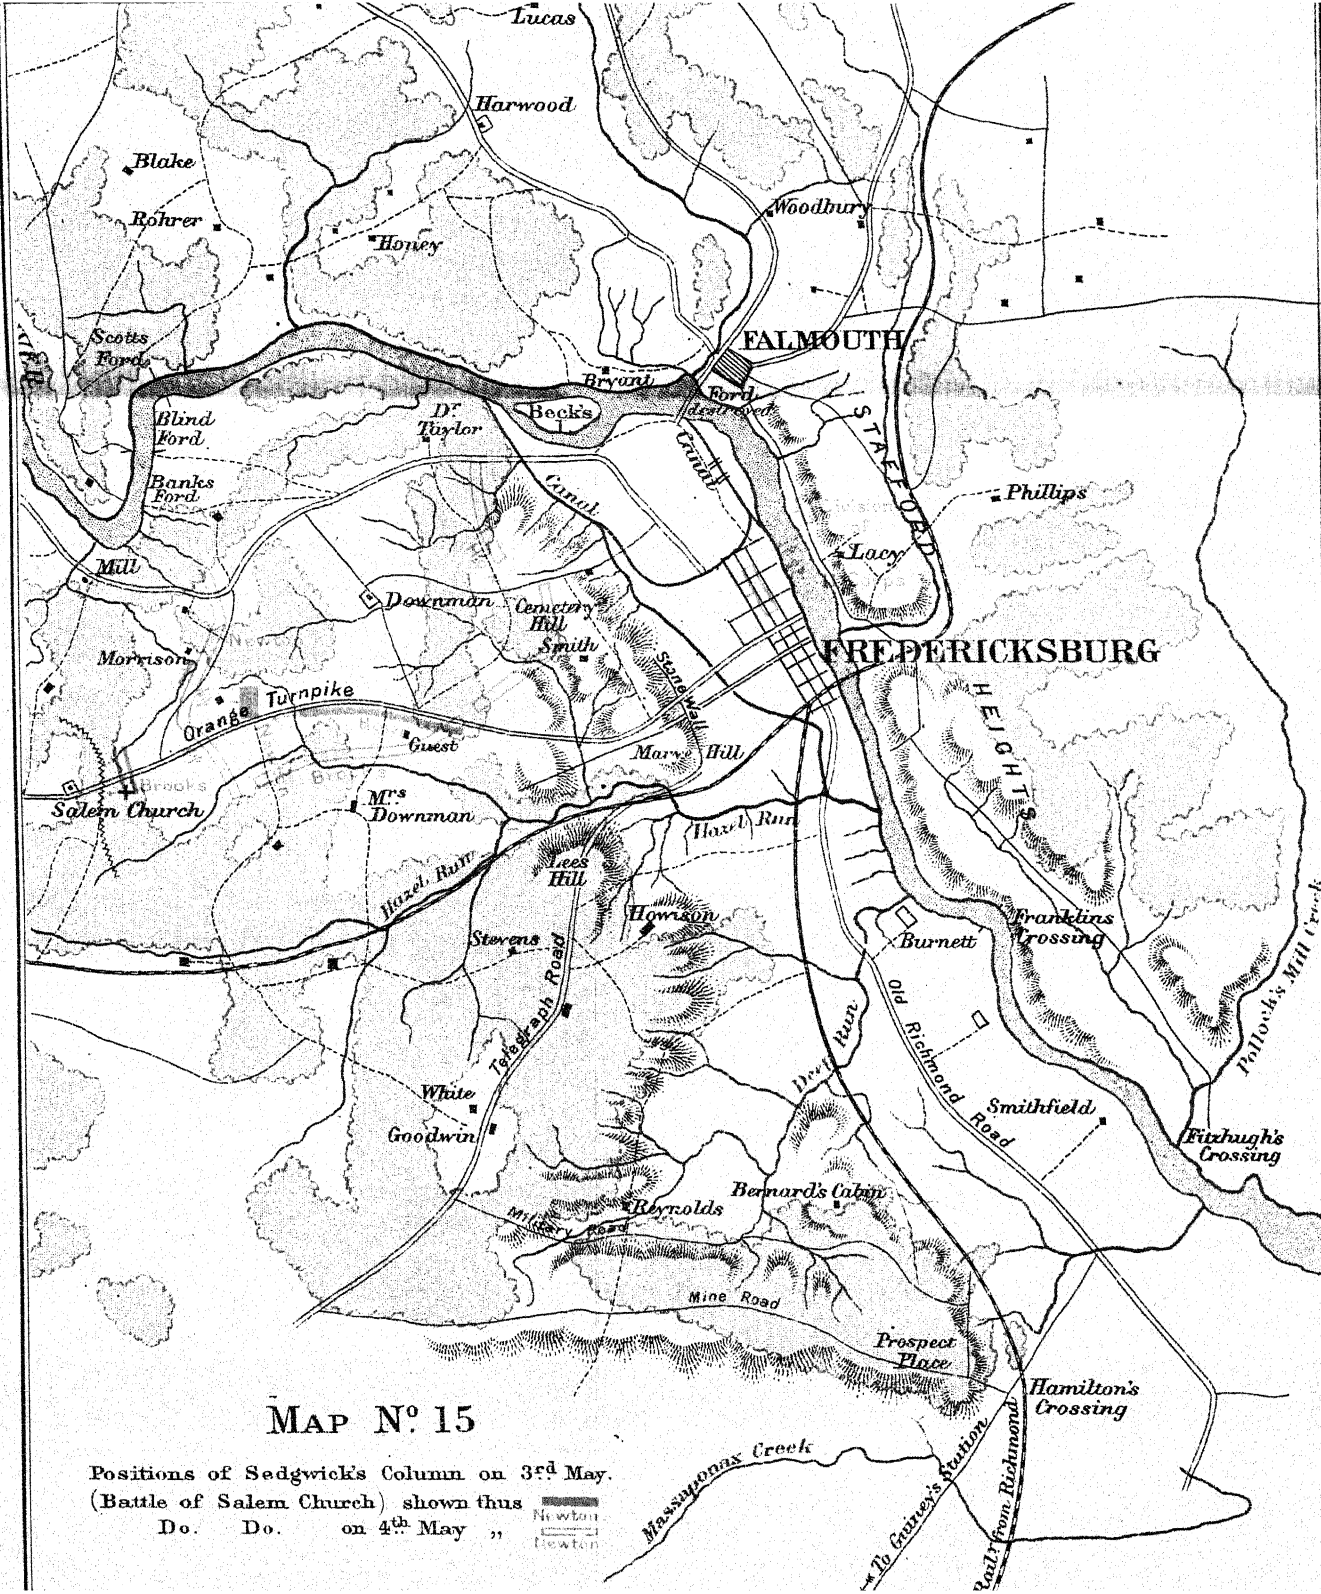 Lucas
Harwood
Blake
Rohrer
Honey
Woodbury
Scotts
Ford
FALMOUTH
Bryant
Ford
destroyed
Beck's
I.
Blind
Ford
Dr.
Taylor
Canal
Canal
STAFFORD
Banks
Ford
Phillips
Lacy
Mill
Downman
Cemetery
Hill
Smith
Stone Wall
FREDERICKSBURG
Morrison
HEIGHTS
Orange Turnpike
Guest
Marye Hill
Brooks
Salem Church
Mrs
Downman
Hazel Run
Hazel Run
Lees
Hill
Howison
Stevens
Telegraph Road
Franklins
Crossing
Burnett
Pollock's Mill Creek
Old Richmond Road
Deep Run
White
Goodwin
Smithfield
Fitzhugh's
Crossing
Bernard's Cabin
Reynolds
Military Road
Mine Road
Prospect
Place
Hamilton's
Crossing
MAP No. 15
Massaponax Creek
To Guiney's Station
Railr. from Richmond
Positions of Sedgwick's Column on 3rd May.
(Battle of Salem Church) shown thus
Newton.
Do. Do. on 4th May „
Newton